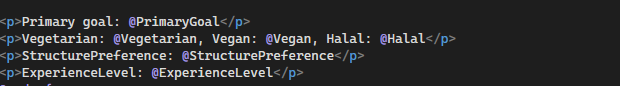 <p>Primary goal: @PrimaryGoal</p>
<p>Vegetarian: @Vegetarian, Vegan: @Vegan, Halal: @Halal</p>
<p>StructurePreference: @StructurePreference</p>
<p>ExperienceLevel: @ExperienceLevel</p>